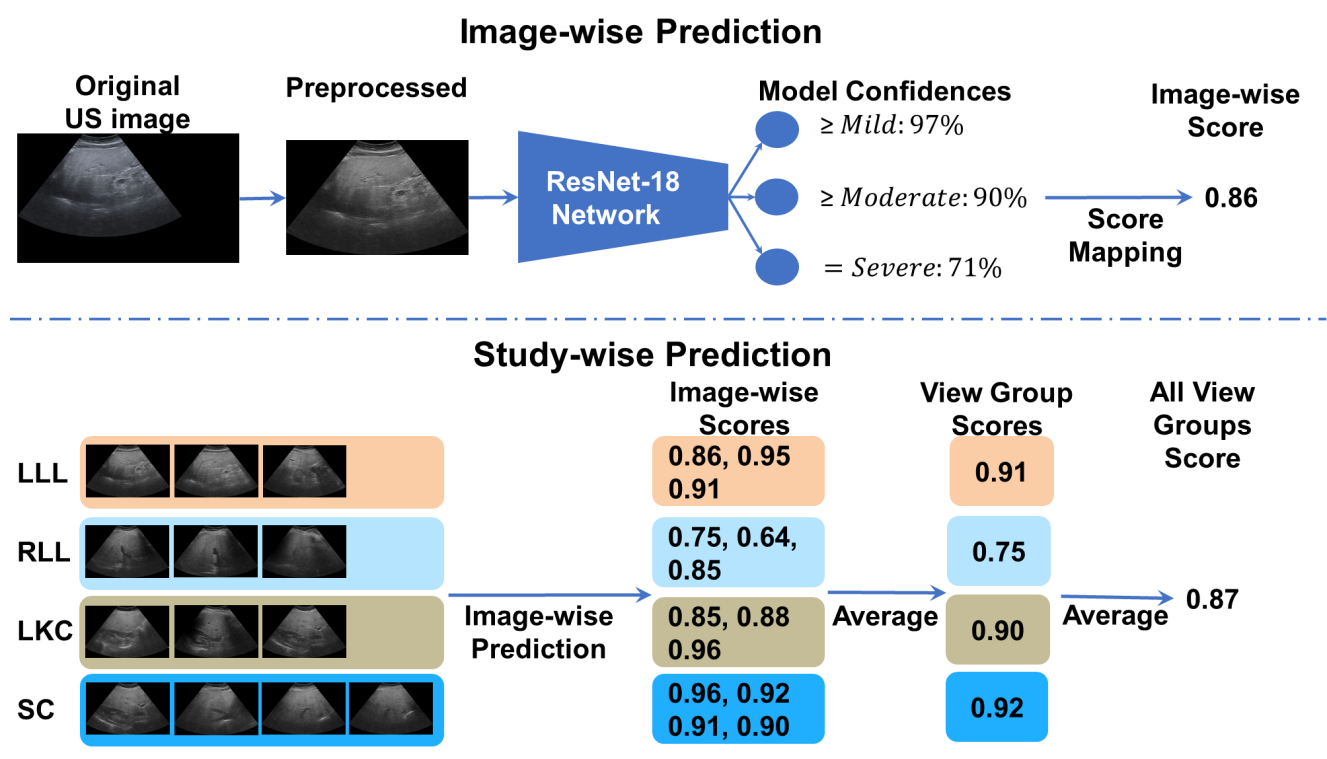 Image-wise Prediction
Original
US image
Preprocessed
ResNet-18
Network
Model Confidences
≥ Mild: 97%
≥ Moderate: 90%
= Severe: 71%
Score
Mapping
Image-wise
Score
0.86
Study-wise Prediction
Image-wise
Scores
View Group
Scores
All View
Groups
Score
LLL
0.86, 0.95
0.91
0.91
RLL
0.75, 0.64,
0.85
0.75
LKC
0.85, 0.88
0.96
0.90
SC
0.96, 0.92
0.91, 0.90
0.92
Image-wise
Prediction
Average
Average
0.87